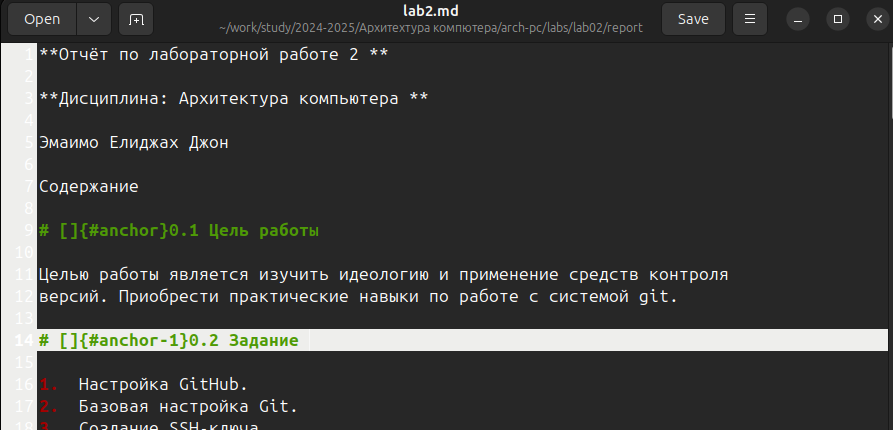 Open
lab2.md
~/work/study/2024-2025/Архитехтура компютера/arch-pc/labs/lab02/report
Save
1 **Отчёт по лабораторной работе 2 **
2
3 **Дисциплина: Архитектура компьютера **
4
5 Эмаимо Елиджах Джон
6
7 Содержание
8
9 # []{#anchor}0.1 Цель работы
10
11 Целью работы является изучить идеологию и применение средств контроля
12 версий. Приобрести практические навыки по работе с системой git.
13
14 # []{#anchor-1}0.2 Задание
15
16 1. Настройка GitHub.
17 2. Базовая настройка Git.
18 3. Создание SSH-ключа.